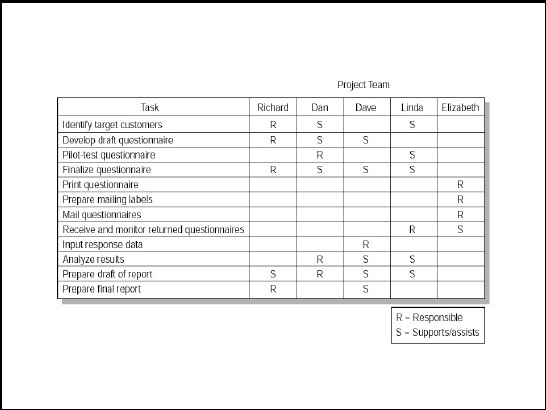 Project Team
Task Richard Dan Dave Linda Elizabeth
Identify target customers R S S
Develop draft questionnaire R S S
Pilot-test questionnaire R S
Finalize questionnaire R S S S
Print questionnaire R
Prepare mailing labels R
Mail questionnaires R
Receive and monitor returned questionnaires R S
Input response data R
Analyze results R S S
Prepare draft of report S R S S
Prepare final report R S
R – Responsible
S – Supports/assists